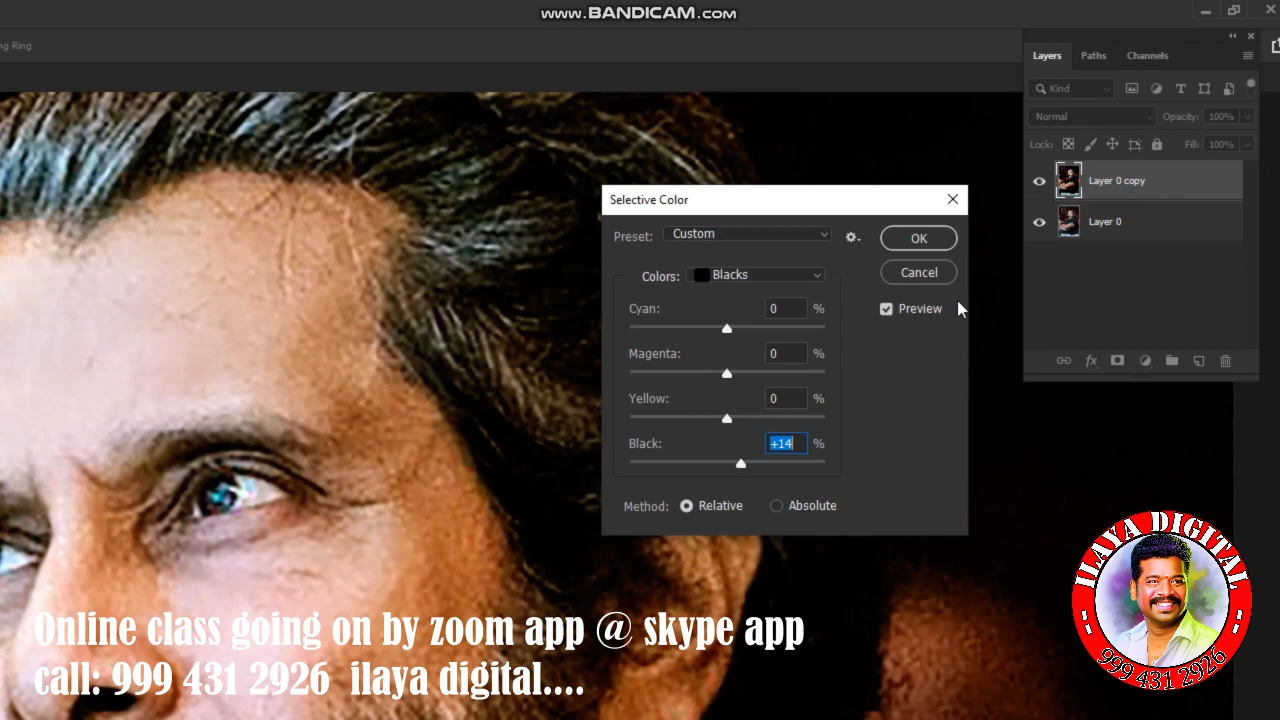 www.BANDICAM.com
ng Ring
Layers Paths Channels
Kind
Normal Opacity: 100%
Lock: Fill: 100%
Layer 0 copy
Layer 0
Selective Color
Preset: Custom
OK
Colors: Blacks
Cancel
Cyan: 0 %
Preview
Magenta: 0 %
Yellow: 0 %
Black: +14 %
Method: Relative Absolute
ILAYA DIGITAL
999 431 2926
Online class going on by zoom app @ skype app
call: 999 431 2926 ilaya digital....